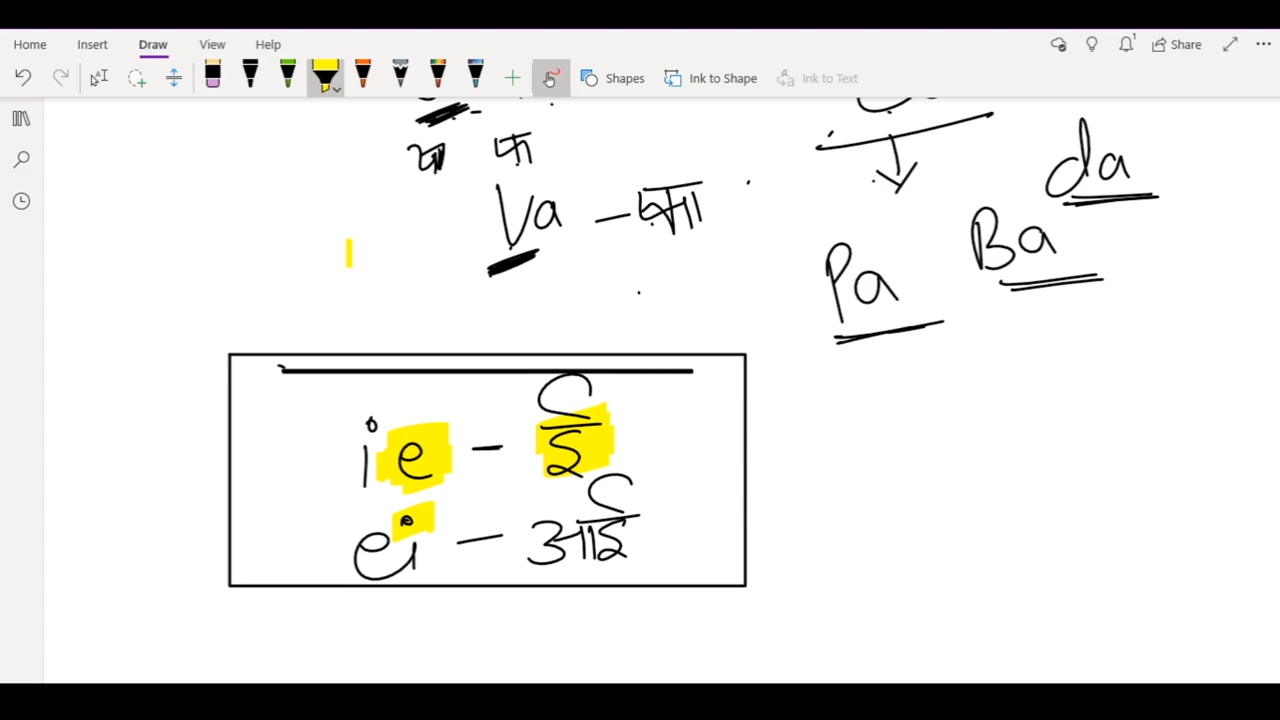 Home Insert Draw View Help
Share
Shapes Ink to Shape Ink to Text
da
Va – फा
Ba
Pa
ie – ई
ei – आई